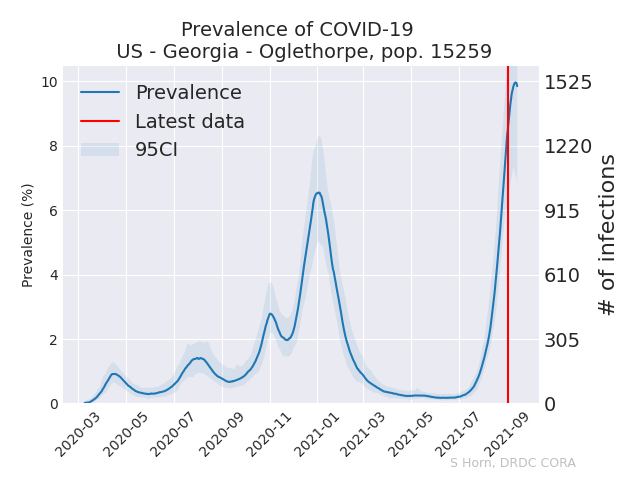 Prevalence of COVID-19
US - Georgia - Oglethorpe, pop. 15259
Prevalence
Latest data
95CI
Prevalence (%)
10
8
6
4
2
0
1525
1220
915
610
305
0
# of infections
2020-03
2020-05
2020-07
2020-09
2020-11
2021-01
2021-03
2021-05
2021-07
2021-09
S Horn, DRDC CORA